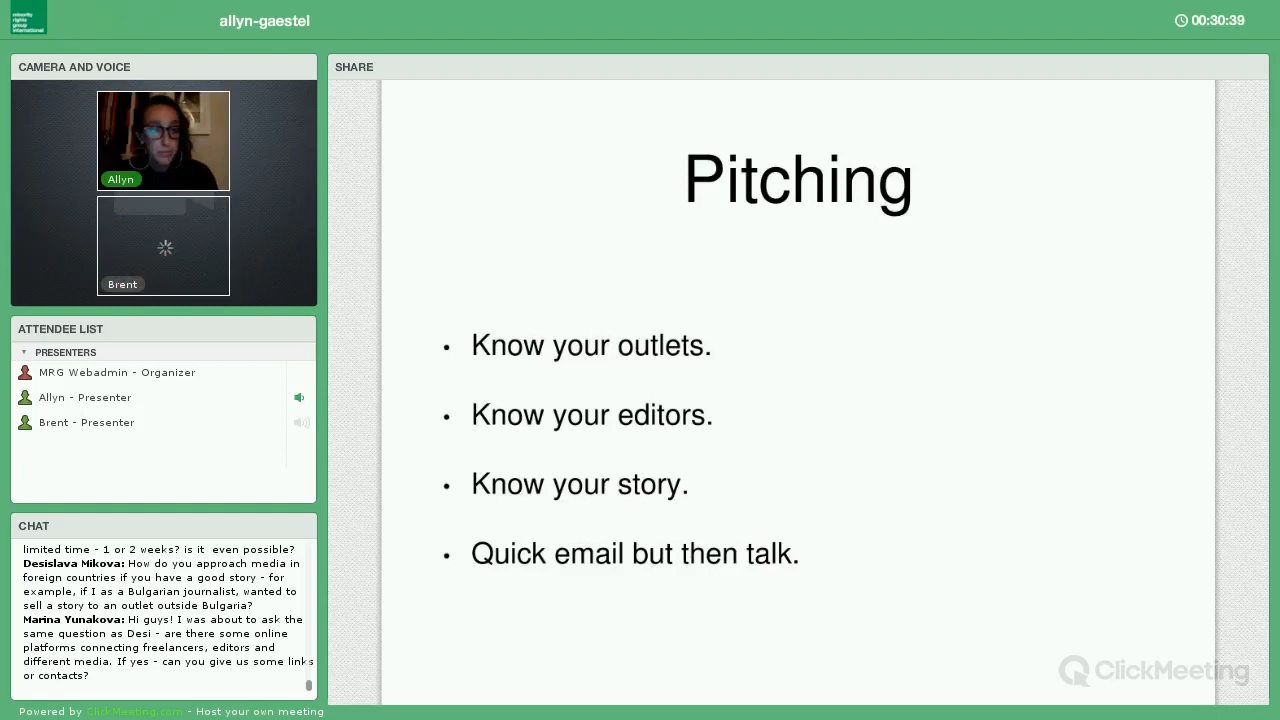 minority
rights
group
international
allyn-gaestel
00:30:39
CAMERA AND VOICE
Allyn
Brent
ATTENDEE LIST
PRESENTERS
MRG Webadmin - Organizer
Allyn - Presenter
Brent - Presenter
CHAT
limited time - 1 or 2 weeks? is it even possible?
Desislava Mikova: How do you approach media in
foreign countries if you have a good story - for
example, if I as a Bulgarian journalist, wanted to
sell a story to an outlet outside Bulgaria?
Marina Yunakova: Hi guys! I was about to ask the
same question as Desi - are there some online
platforms connecting freelancers, editors and
different media. If yes - can you give us some links
or contacts?
Powered by ClickMeeting.com - Host your own meeting
SHARE
Pitching
• Know your outlets.
• Know your editors.
• Know your story.
• Quick email but then talk.
ClickMeeting